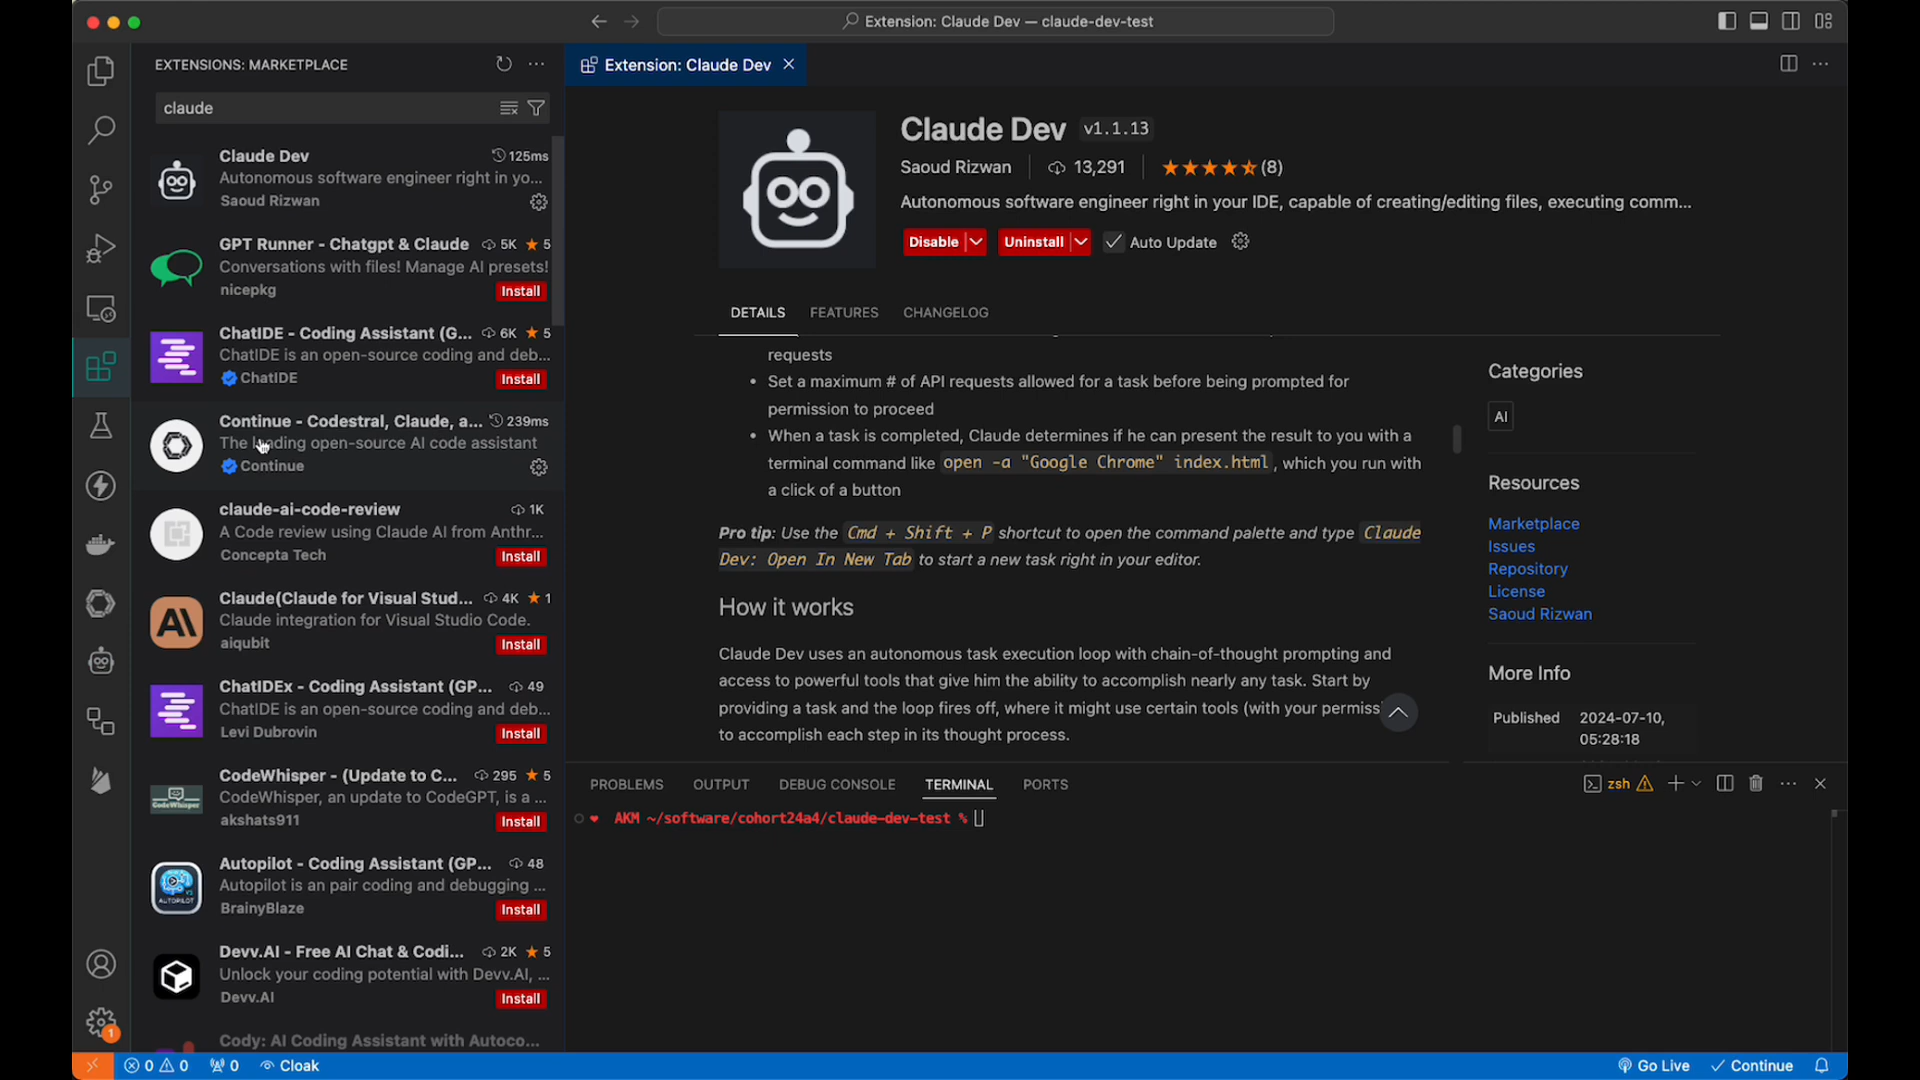 Extension: Claude Dev — claude-dev-test
EXTENSIONS: MARKETPLACE
claude
Claude Dev
125ms
Autonomous software engineer right in yo...
Saoud Rizwan
GPT Runner - Chatgpt & Claude
5K ★ 5
Conversations with files! Manage AI presets!
nicepkg
Install
ChatIDE - Coding Assistant (G...
6K ★ 5
ChatIDE is an open-source coding and deb...
ChatIDE
Install
Continue - Codestral, Claude, a...
239ms
The leading open-source AI code assistant
Continue
claude-ai-code-review
1K
A Code review using Claude AI from Anthr...
Concepta Tech
Install
Claude(Claude for Visual Stud...
4K ★ 1
Claude integration for Visual Studio Code.
aiqubit
Install
ChatIDEx - Coding Assistant (GP...
49
ChatIDE is an open-source coding and deb...
Levi Dubrovin
Install
CodeWhisper - (Update to C...
295 ★ 5
CodeWhisper, an update to CodeGPT, is a ...
akshats911
Install
Autopilot - Coding Assistant (GP...
48
Autopilot is an pair coding and debugging ...
BrainyBlaze
Install
AUTOPILOT
Devv.AI - Free AI Chat & Codi...
2K ★ 5
Unlock your coding potential with Devv.AI, ...
Devv.AI
Install
Cody: AI Coding Assistant with Autoco...
Extension: Claude Dev
Claude Dev v1.1.13
Saoud Rizwan
13,291
(8)
Autonomous software engineer right in your IDE, capable of creating/editing files, executing comm...
Disable
Uninstall
Auto Update
DETAILS
FEATURES
CHANGELOG
requests
• Set a maximum # of API requests allowed for a task before being prompted for
permission to proceed
• When a task is completed, Claude determines if he can present the result to you with a
terminal command like open -a "Google Chrome" index.html, which you run with
a click of a button
Pro tip: Use the Cmd + Shift + P shortcut to open the command palette and type Claude
Dev: Open In New Tab to start a new task right in your editor.
How it works
Claude Dev uses an autonomous task execution loop with chain-of-thought prompting and
access to powerful tools that give him the ability to accomplish nearly any task. Start by
providing a task and the loop fires off, where it might use certain tools (with your permiss
to accomplish each step in its thought process.
Categories
AI
Resources
Marketplace
Issues
Repository
License
Saoud Rizwan
More Info
Published
2024-07-10,
05:28:18
PROBLEMS
OUTPUT
DEBUG CONSOLE
TERMINAL
PORTS
zsh
AKM ~/software/cohort24a4/claude-dev-test %
1
0
0
0
Cloak
Go Live
Continue